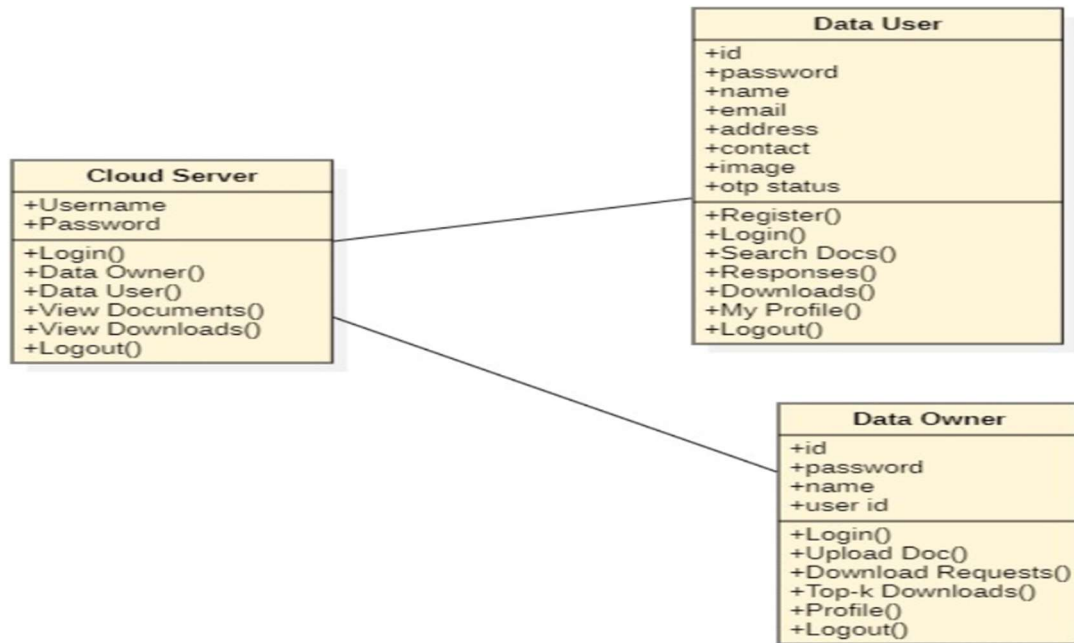 Data User
+id
+password
+name
+email
+address
+contact
+image
+otp status
+Register()
+Login()
+Search Docs()
+Responses()
+Downloads()
+My Profile()
+Logout()
Cloud Server
+Username
+Password
+Login()
+Data Owner()
+Data User()
+View Documents()
+View Downloads()
+Logout()
Data Owner
+id
+password
+name
+user id
+Login()
+Upload Doc()
+Download Requests()
+Top-k Downloads()
+Profile()
+Logout()